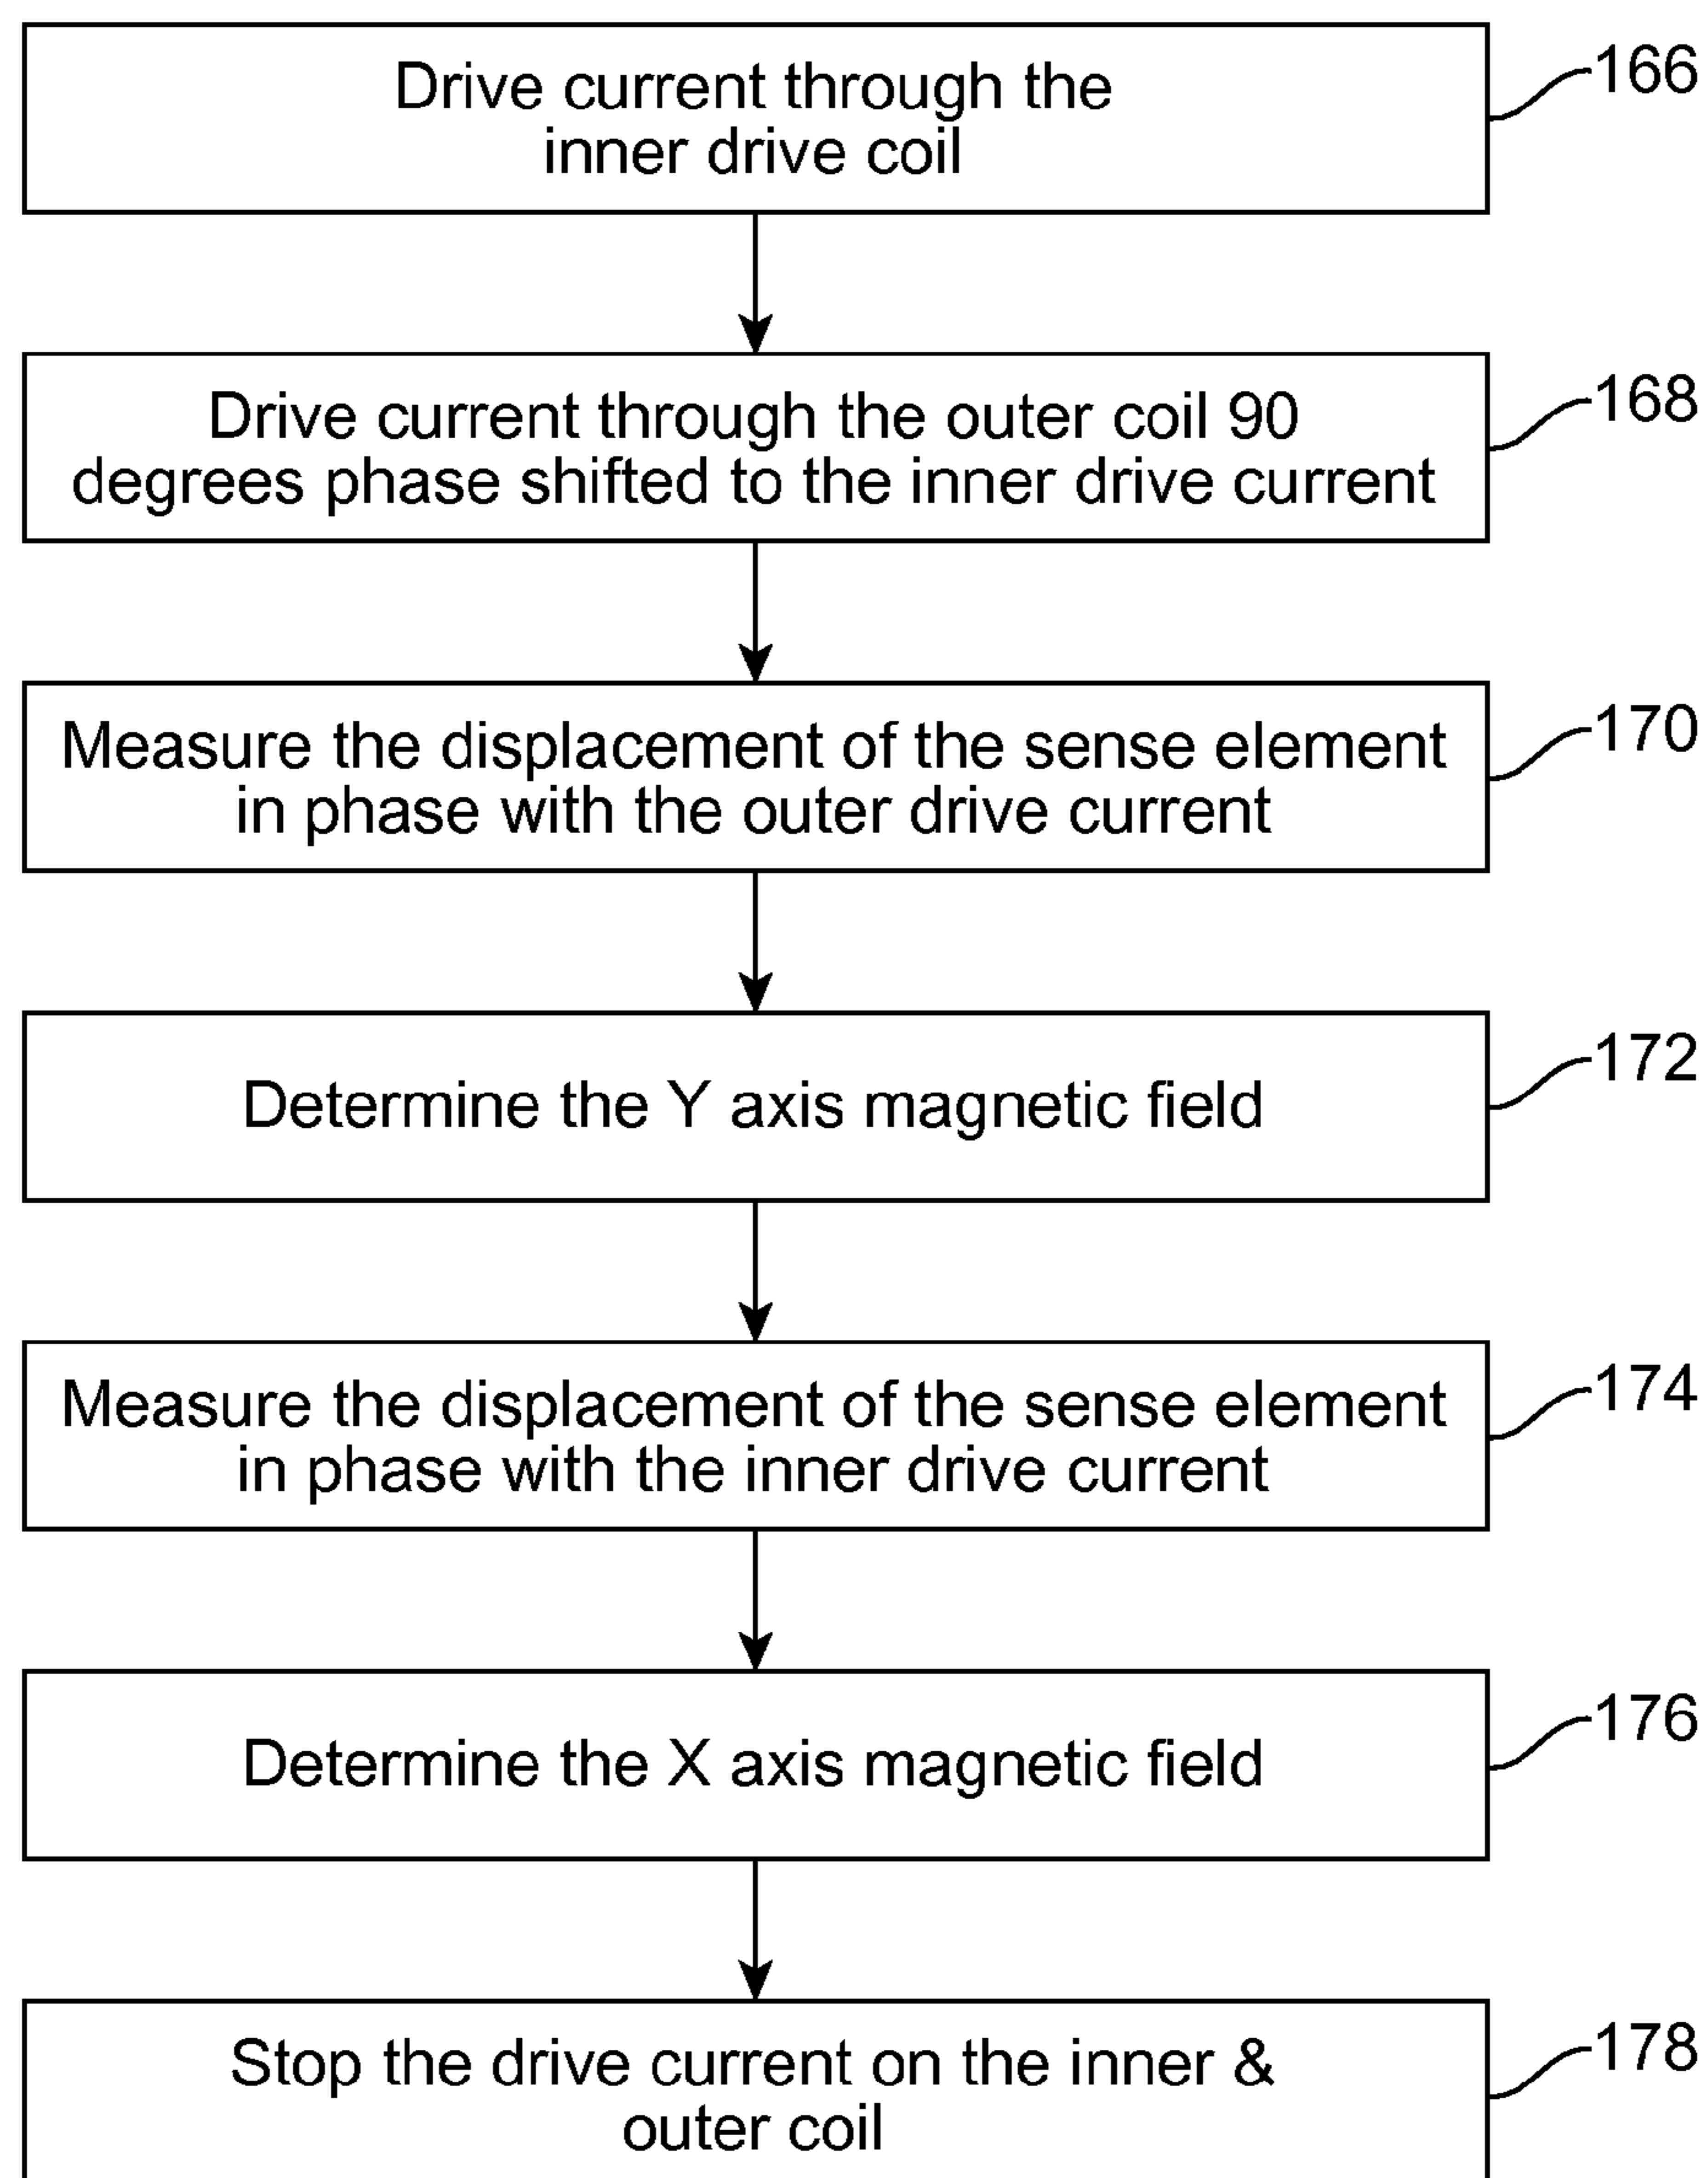 Drive current through the
inner drive coil
166
Drive current through the outer coil 90
degrees phase shifted to the inner drive current
168
Measure the displacement of the sense element
in phase with the outer drive current
170
Determine the Y axis magnetic field
172
Measure the displacement of the sense element
in phase with the inner drive current
174
Determine the X axis magnetic field
176
Stop the drive current on the inner &
outer coil
178